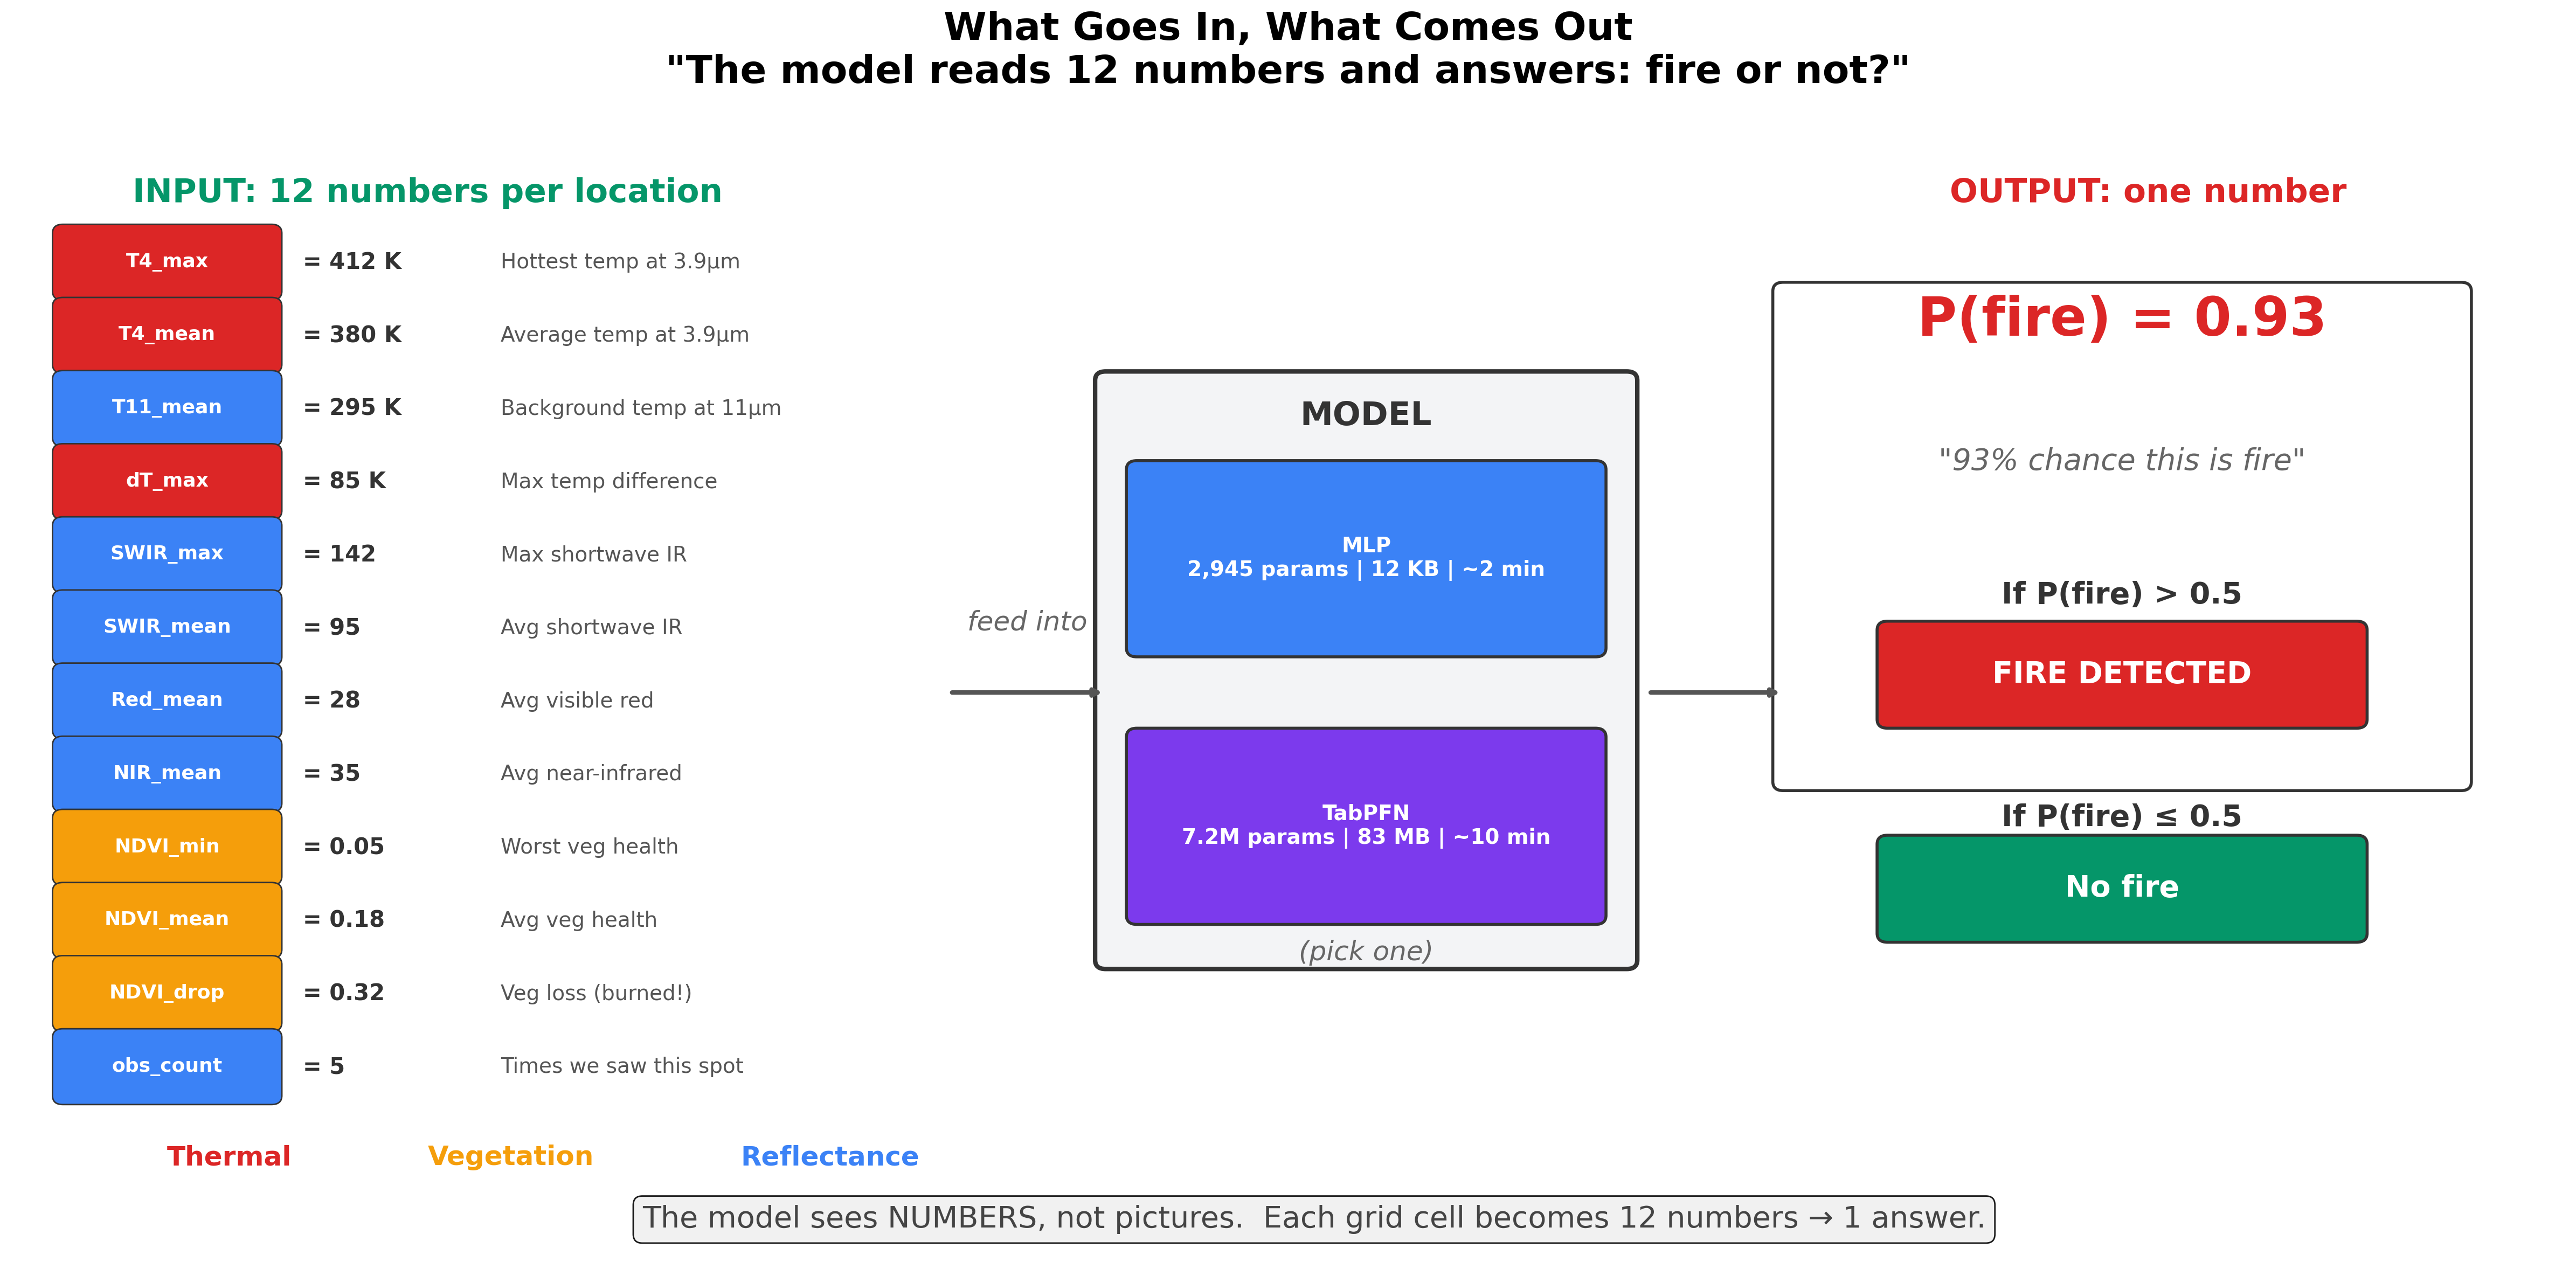 What Goes In, What Comes Out
"The model reads 12 numbers and answers: fire or not?"
INPUT: 12 numbers per location
T4_max = 412 K Hottest temp at 3.9μm
T4_mean = 380 K Average temp at 3.9μm
T11_mean = 295 K Background temp at 11μm
dT_max = 85 K Max temp difference
SWIR_max = 142 Max shortwave IR
SWIR_mean = 95 Avg shortwave IR
Red_mean = 28 Avg visible red
NIR_mean = 35 Avg near-infrared
NDVI_min = 0.05 Worst veg health
NDVI_mean = 0.18 Avg veg health
NDVI_drop = 0.32 Veg loss (burned!)
obs_count = 5 Times we saw this spot
Thermal Vegetation Reflectance
feed into
MODEL
MLP
2,945 params | 12 KB | ~2 min
TabPFN
7.2M params | 83 MB | ~10 min
(pick one)
OUTPUT: one number
P(fire) = 0.93
"93% chance this is fire"
If P(fire) > 0.5
FIRE DETECTED
If P(fire) ≤ 0.5
No fire
The model sees NUMBERS, not pictures.  Each grid cell becomes 12 numbers → 1 answer.